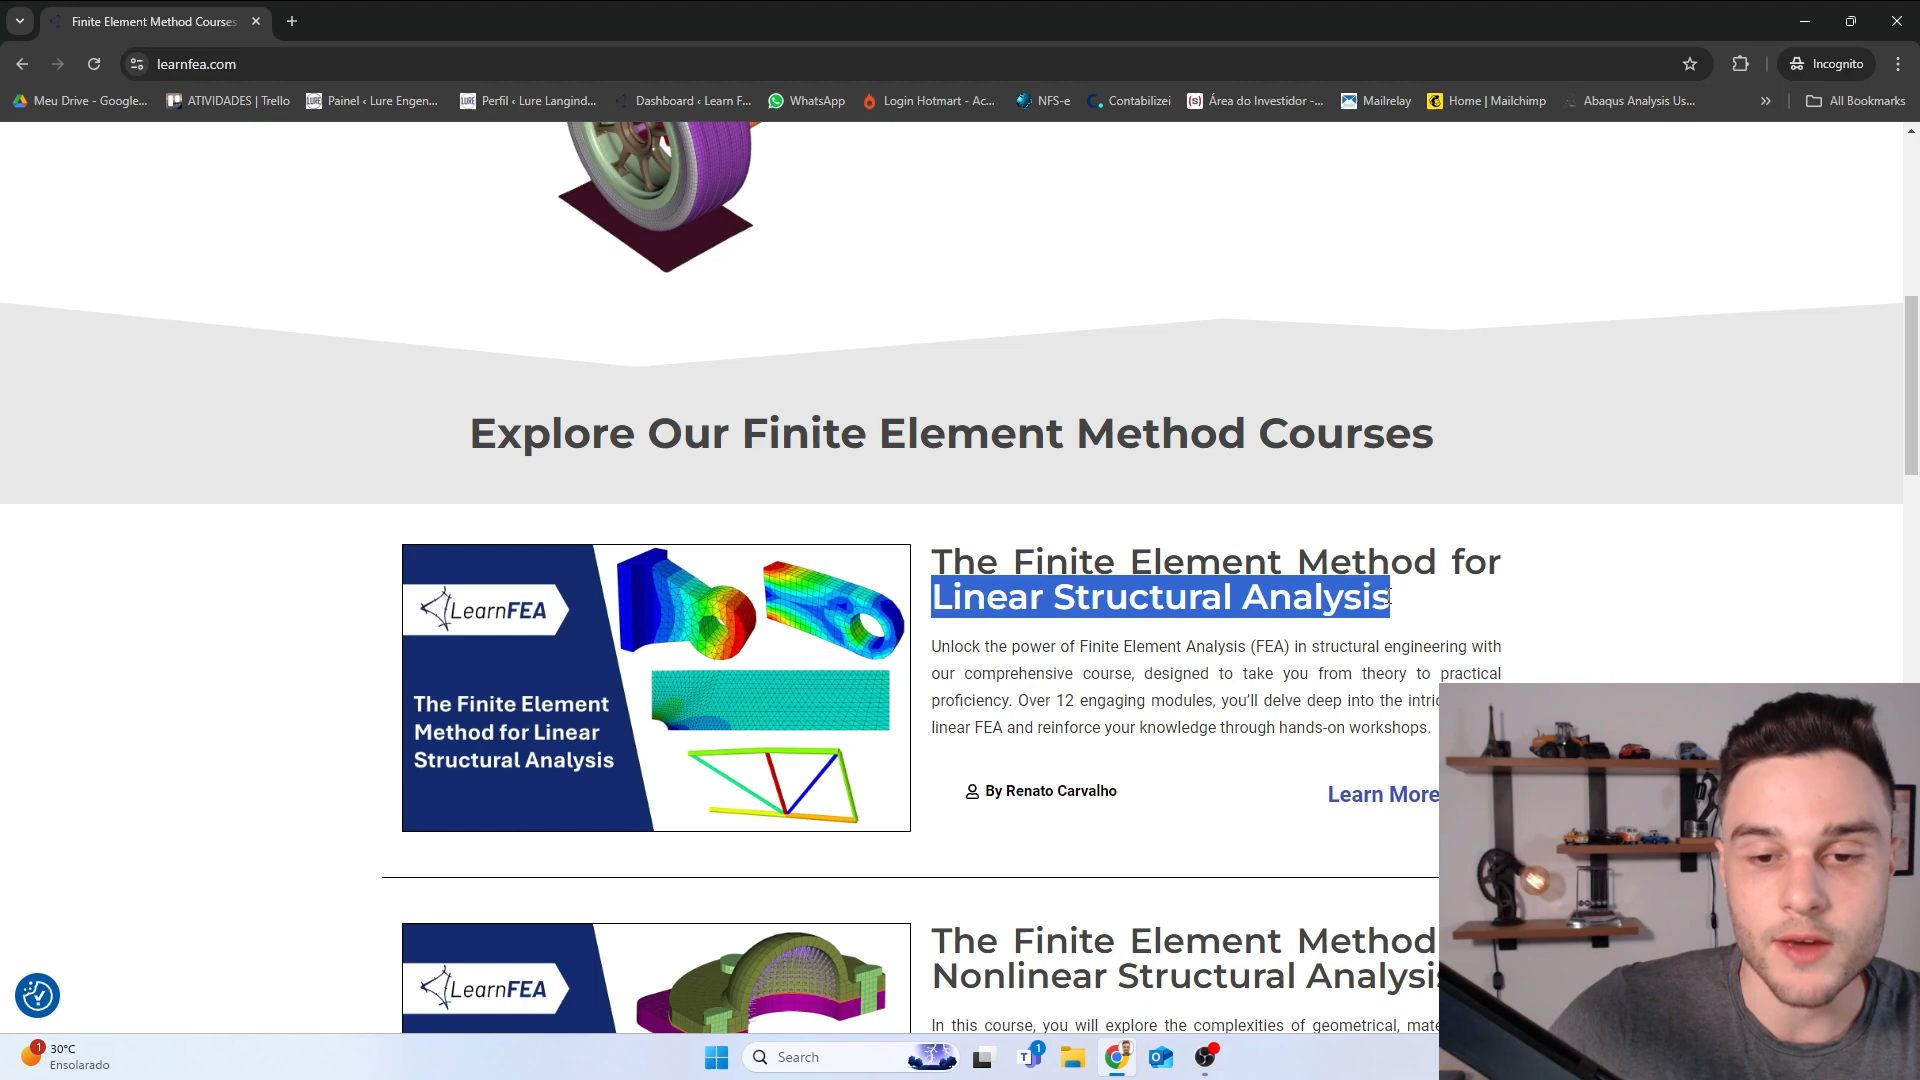 Finite Element Method Courses
learnfea.com
Incognito
Meu Drive - Google...
ATIVIDADES | Trello
Painel ‹ Lure Engen...
Perfil ‹ Lure Langind...
Dashboard ‹ Learn F...
WhatsApp
Login Hotmart - Ac...
NFS-e
Contabilizei
Área do Investidor -...
Mailrelay
Home | Mailchimp
Abaqus Analysis Us...
All Bookmarks
Explore Our Finite Element Method Courses
LearnFEA
The Finite Element
Method for Linear
Structural Analysis
The Finite Element Method for
Linear Structural Analysis
Unlock the power of Finite Element Analysis (FEA) in structural engineering with
our comprehensive course, designed to take you from theory to practical
proficiency. Over 12 engaging modules, you'll delve deep into the intric
linear FEA and reinforce your knowledge through hands-on workshops.
By Renato Carvalho
Learn More
LearnFEA
The Finite Element Method
Nonlinear Structural Analysis
In this course, you will explore the complexities of geometrical, mate
1
30°C
Ensolarado
Search
1